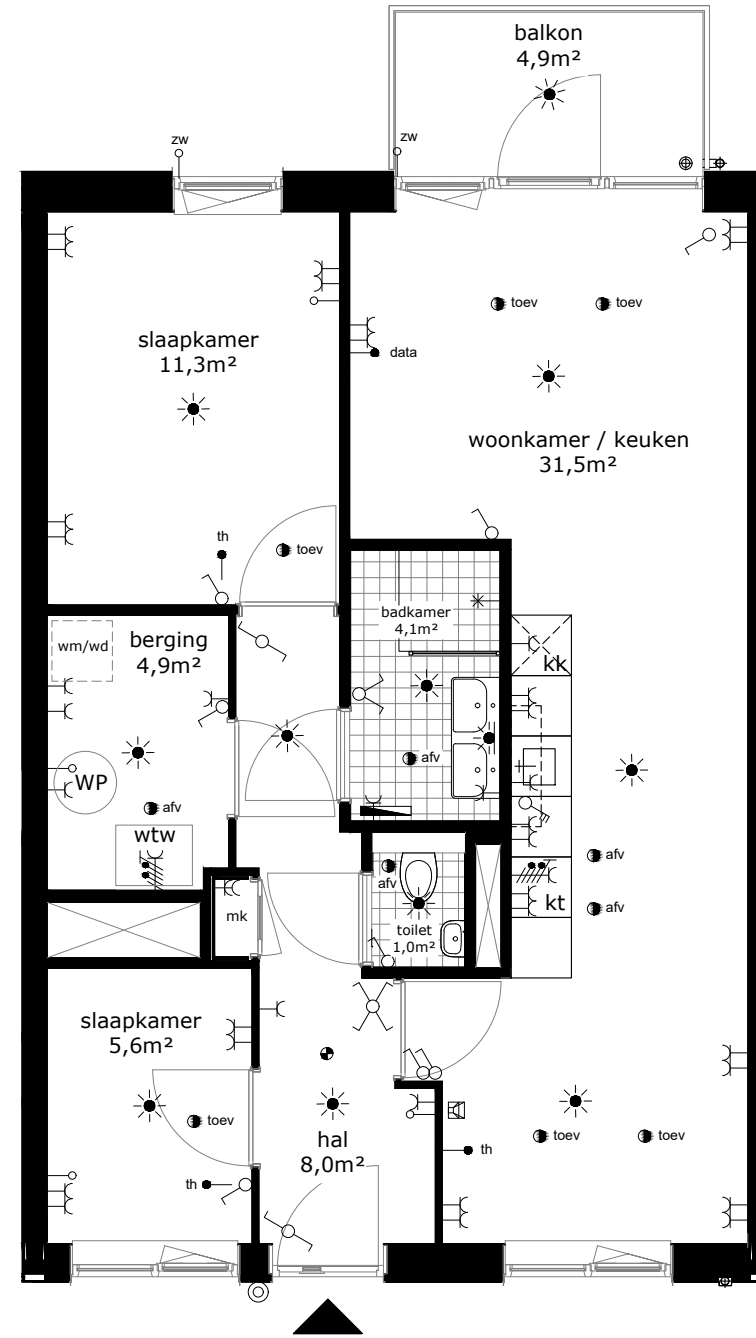 balkon
4,9m²
zw
zw
toev
toev
slaapkamer
11,3m²
data
woonkamer / keuken
31,5m²
th
toev
badkamer
4,1m²
wm/wd
berging
4,9m²
kk
WP
afv
afv
wtw
afv
afv
kt
afv
mk
toilet
1,0m²
slaapkamer
5,6m²
toev
hal
8,0m²
th
toev
toev
th